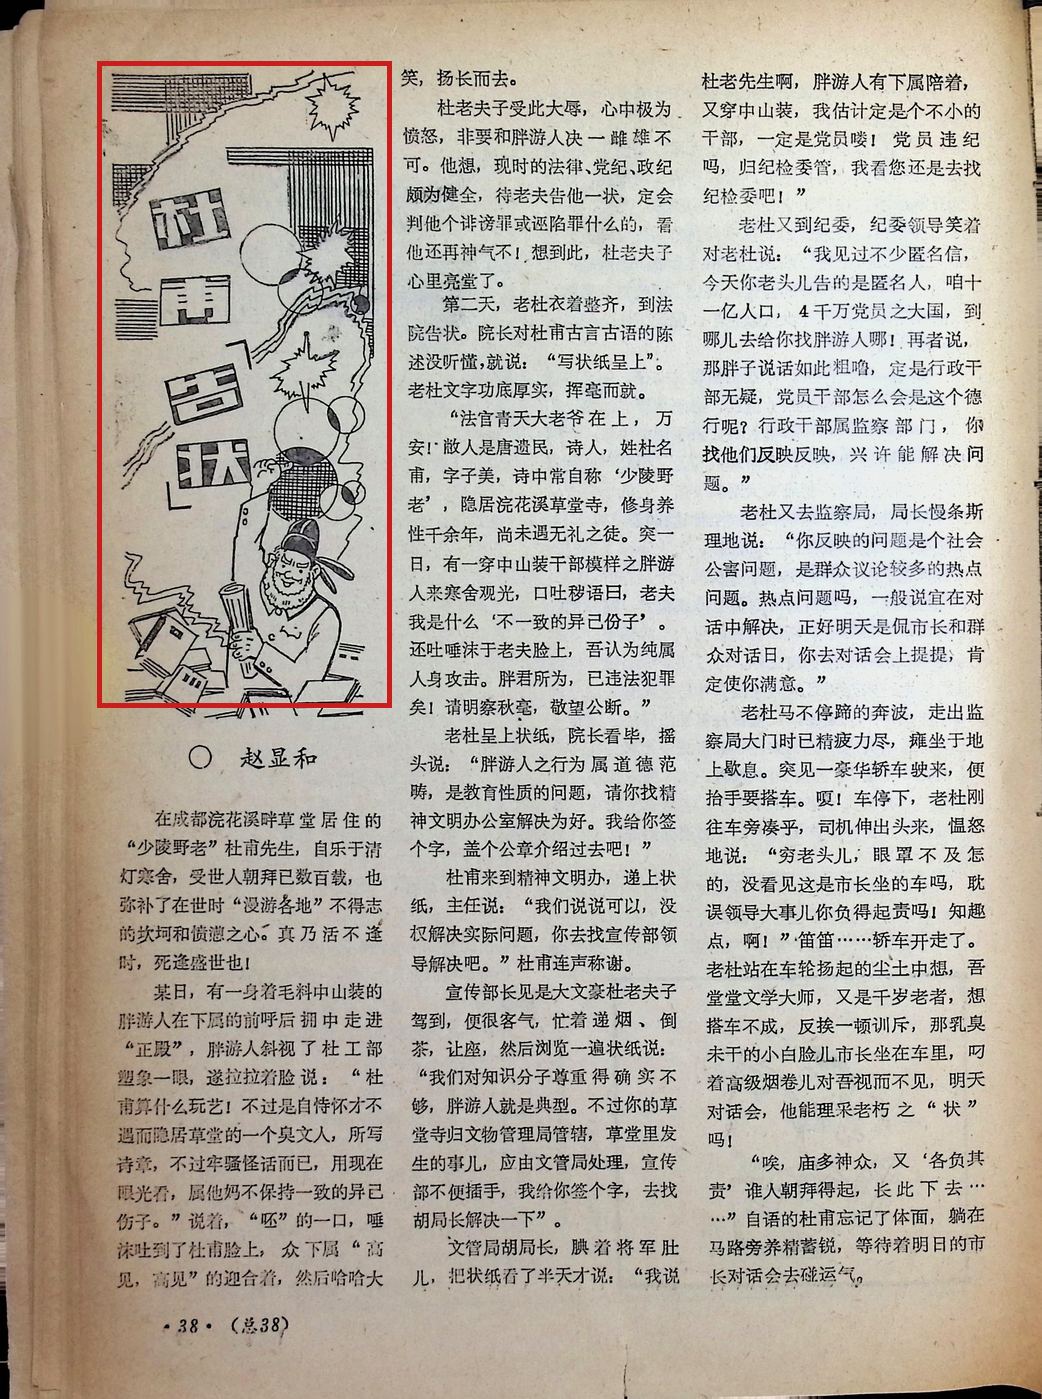 杜
甫
告
状
○ 赵显和
在成都浣花溪畔草堂居住的
“少陵野老”杜甫先生，自乐于清
灯寒舍，受世人朝拜已数百载，也
弥补了在世时“漫游各地”不得志
的坎坷和愤懑之心。真乃活不逢
时，死逢盛世也！
某日，有一身着毛料中山装的
胖游人在下属的前呼后拥中走进
“正殿”，胖游人斜视了杜工部
塑象一眼，遂拉拉着脸说：“杜
甫算什么玩艺！不过是自恃怀才不
遇而隐居草堂的一个臭文人，所写
诗章，不过牢骚怪话而已，用现在
眼光看，属他妈不保持一致的异己
伤子。”说着，“呸”的一口，唾
沫吐到了杜甫脸上，众下属“高
见，高见”的迎合着，然后哈哈大
笑，扬长而去。
杜老夫子受此大辱，心中极为
愤怒，非要和胖游人决一雌雄不
可。他想，现时的法律、党纪、政纪
颇为健全，待老夫告他一状，定会
判他个诽谤罪或诬陷罪什么的，看
他还再神气不！想到此，杜老夫子
心里亮堂了。
第二天，老杜衣着整齐，到法
院告状。院长对杜甫古言古语的陈
述没听懂，就说：“写状纸呈上”。
老杜文字功底厚实，挥毫而就。
“法官青天大老爷在上，万
安！敝人是唐遗民，诗人，姓杜名
甫，字子美，诗中常自称‘少陵野
老’，隐居浣花溪草堂寺，修身养
性千余年，尚未遇无礼之徒。突一
日，有一穿中山装干部模样之胖游
人来寒舍观光，口吐秽语曰，老夫
我是什么‘不一致的异己份子’。
还吐唾沫于老夫脸上，吾认为纯属
人身攻击。胖君所为，已违法犯罪
矣！请明察秋毫，敬望公断。”
老杜呈上状纸，院长看毕，摇
头说：“胖游人之行为属道德范
畴，是教育性质的问题，请你找精
神文明办公室解决为好。我给你签
个字，盖个公章介绍过去吧！”
杜甫来到精神文明办，递上状
纸，主任说：“我们说说可以，没
权解决实际问题，你去找宣传部领
导解决吧。”杜甫连声称谢。
宣传部长见是大文豪杜老夫子
驾到，便很客气，忙着递烟、倒
茶，让座，然后浏览一遍状纸说：
“我们对知识分子尊重得确实不
够，胖游人就是典型。不过你的草
堂寺归文物管理局管辖，草堂里发
生的事儿，应由文管局处理，宣传
部不便插手，我给你签个字，去找
胡局长解决一下”。
文管局胡局长，腆着将军肚
儿，把状纸看了半天才说：“我说
杜老先生啊，胖游人有下属陪着，
又穿中山装，我估计定是个不小的
干部，一定是党员喽！党员违纪
吗，归纪检委管，我看您还是去找
纪检委吧！”
老杜又到纪委，纪委领导笑着
对老杜说：“我见过不少匿名信，
今天你老头儿告的是匿名人，咱十
一亿人口，4千万党员之大国，到
哪儿去给你找胖游人哪！再者说，
那胖子说话如此粗噜，定是行政干
部无疑，党员干部怎么会是这个德
行呢？行政干部属监察部门，你
找他们反映反映，兴许能解决问
题。”
老杜又去监察局，局长慢条斯
理地说：“你反映的问题是个社会
公害问题，是群众议论较多的热点
问题。热点问题吗，一般说宜在对
话中解决，正好明天是侃市长和群
众对话日，你去对话会上提提，肯
定使你满意。”
老杜马不停蹄的奔波，走出监
察局大门时已精疲力尽，瘫坐于地
上歇息。突见一豪华轿车驶来，便
抬手要搭车。嗄！车停下，老杜刚
往车旁凑乎，司机伸出头来，愠怒
地说：“穷老头儿，眼罩不及怎
的，没看见这是市长坐的车吗，耽
误领导大事儿你负得起责吗！知趣
点，啊！”笛笛……轿车开走了。
老杜站在车轮扬起的尘土中想，吾
堂堂文学大师，又是千岁老者，想
搭车不成，反挨一顿训斥，那乳臭
未干的小白脸儿市长坐在车里，叼
着高级烟卷儿对吾视而不见，明天
对话会，他能理采老朽之“状”
吗！
“唉，庙多神众，又‘各负其
责’谁人朝拜得起，长此下去…
…”自语的杜甫忘记了体面，躺在
马路旁养精蓄锐，等待着明日的市
长对话会去碰运气。
·38·（总38）